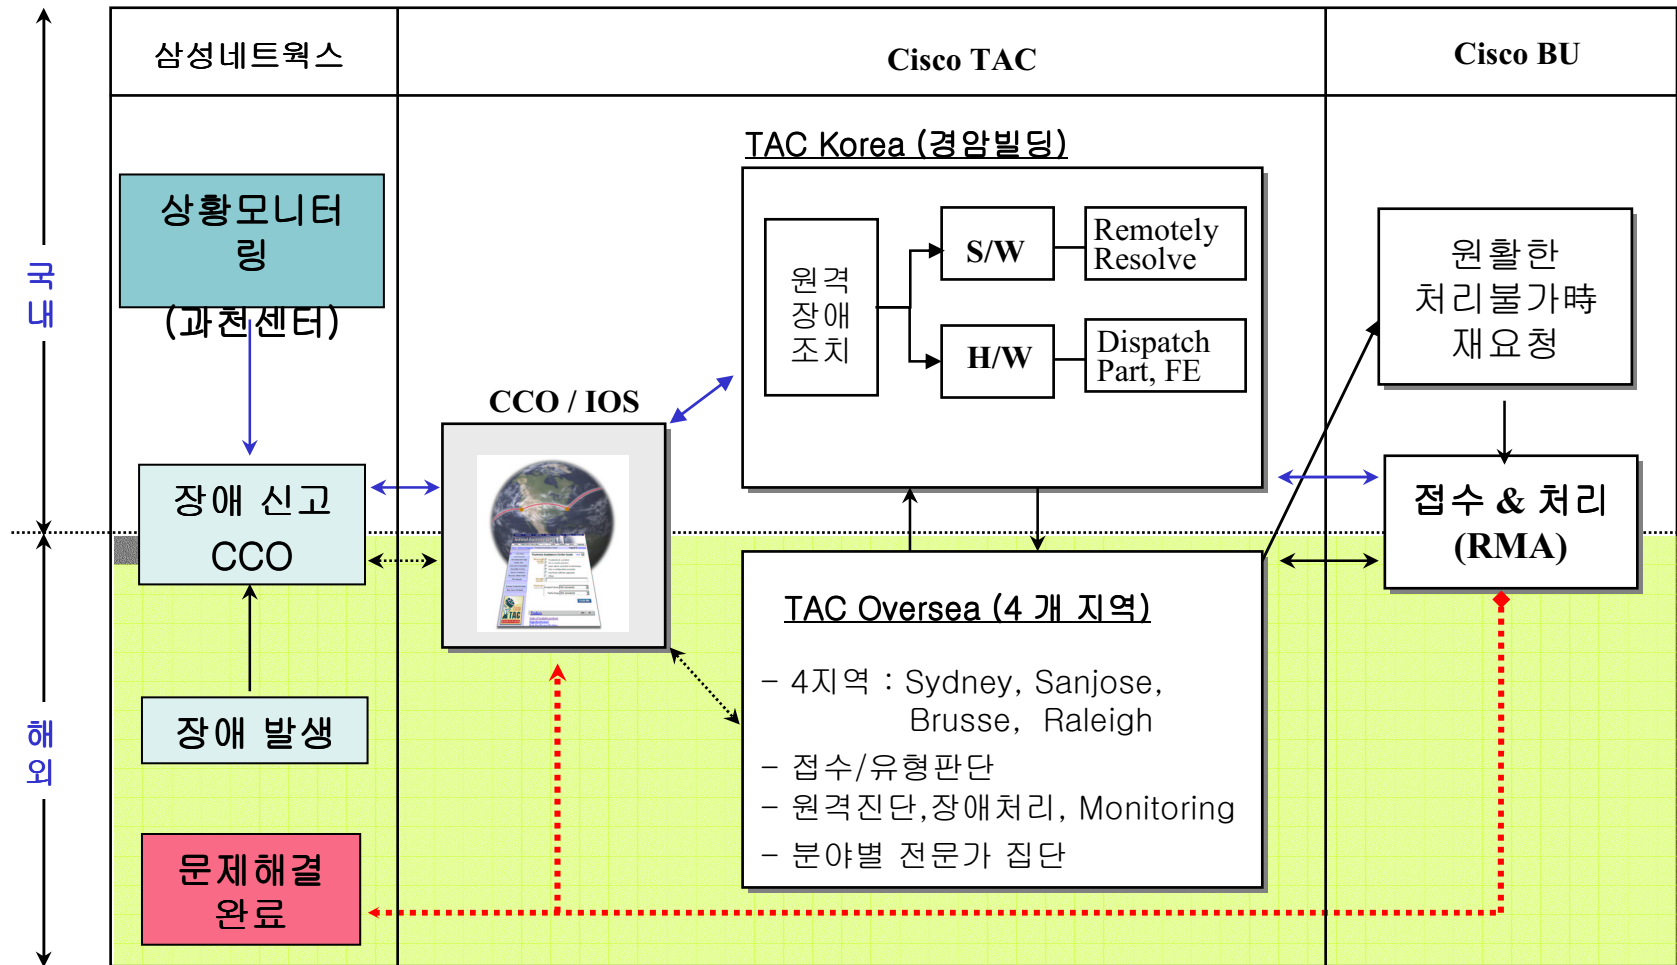 삼성네트웍스
Cisco TAC
Cisco BU
국
내
해
외
상황모니터
링
(과천센터)
장애 신고
CCO
장애 발생
문제해결
완료
CCO / IOS
TAC
TAC Korea (경암빌딩)
원격
장애
조치
S/W
Remotely
Resolve
H/W
Dispatch
Part, FE
TAC Oversea (4 개 지역)
- 4지역 : Sydney, Sanjose,
Brusse, Raleigh
- 접수/유형판단
- 원격진단,장애처리, Monitoring
- 분야별 전문가 집단
원활한
처리불가時
재요청
접수 & 처리
(RMA)